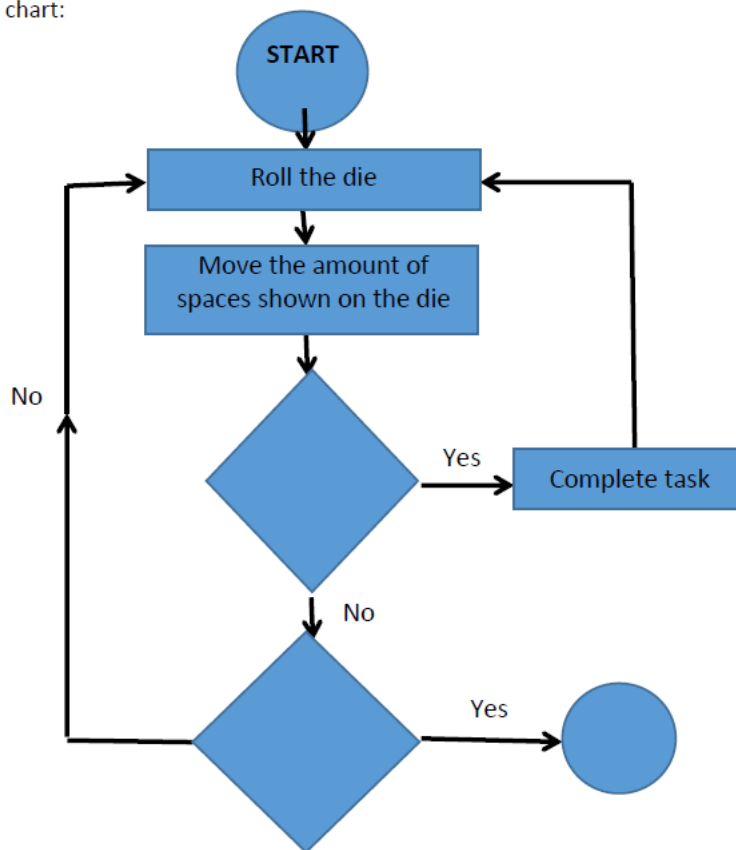 chart:
START
Roll the die
Move the amount of
spaces shown on the die
No
Yes
Complete task
No
Yes